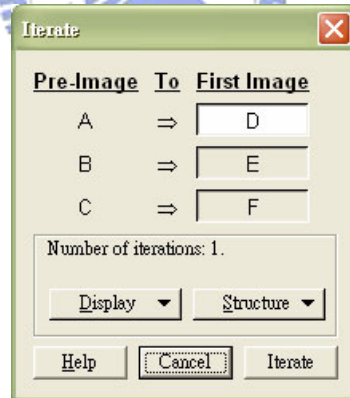 Iterate
Pre-Image To First Image
A ⇒ D
B ⇒ E
C ⇒ F
Number of iterations: 1.
Display Structure
Help Cancel Iterate